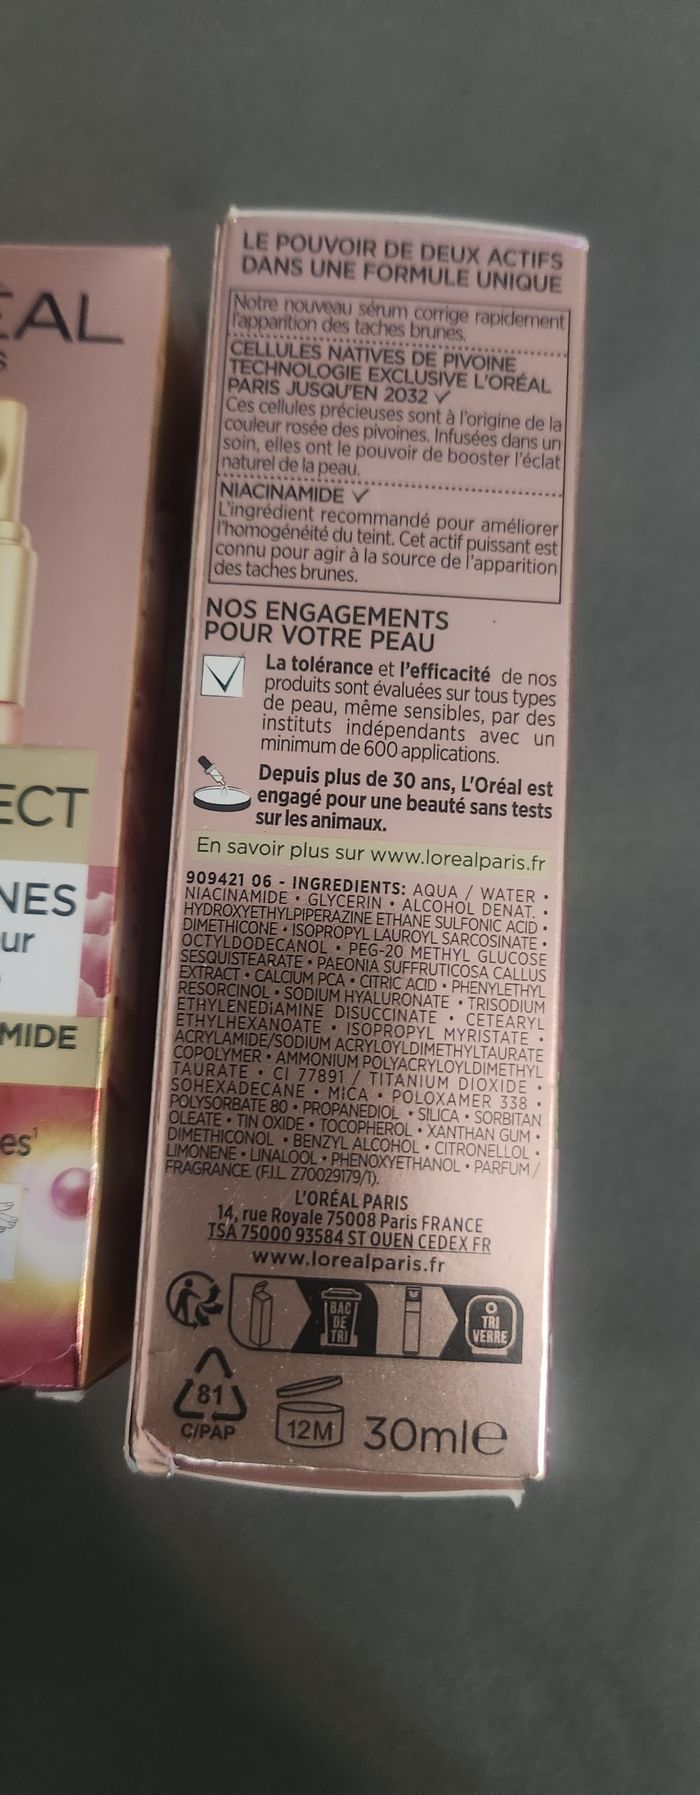 ÉAL
S
ECT
NES
ur
MIDE
es¹
LE POUVOIR DE DEUX ACTIFS
DANS UNE FORMULE UNIQUE
Notre nouveau sérum corrige rapidement
l'apparition des taches brunes.
CELLULES NATIVES DE PIVOINE
TECHNOLOGIE EXCLUSIVE L'ORÉAL
PARIS JUSQU'EN 2032 ✓
Ces cellules précieuses sont à l'origine de la
couleur rosée des pivoines. Infusées dans un
soin, elles ont le pouvoir de booster l'éclat
naturel de la peau.
NIACINAMIDE ✓
L'ingrédient recommandé pour améliorer
l'homogénéité du teint. Cet actif puissant est
connu pour agir à la source de l'apparition
des taches brunes.
NOS ENGAGEMENTS
POUR VOTRE PEAU
La tolérance et l'efficacité de nos
produits sont évaluées sur tous types
de peau, même sensibles, par des
instituts indépendants avec un
minimum de 600 applications.
Depuis plus de 30 ans, L'Oréal est
engagé pour une beauté sans tests
sur les animaux.
En savoir plus sur www.lorealparis.fr
909421 06 - INGREDIENTS: AQUA / WATER •
NIACINAMIDE • GLYCERIN • ALCOHOL DENAT. •
HYDROXYETHYLPIPERAZINE ETHANE SULFONIC ACID •
DIMETHICONE • ISOPROPYL LAUROYL SARCOSINATE •
OCTYLDODECANOL • PEG-20 METHYL GLUCOSE
SESQUISTEARATE • PAEONIA SUFFRUTICOSA CALLUS
EXTRACT • CALCIUM PCA • CITRIC ACID • PHENYLETHYL
RESORCINOL • SODIUM HYALURONATE • TRISODIUM
ETHYLENEDIAMINE DISUCCINATE • CETEARYL
ETHYLHEXANOATE • ISOPROPYL MYRISTATE •
ACRYLAMIDE/SODIUM ACRYLOYLDIMETHYLTAURATE
COPOLYMER • AMMONIUM POLYACRYLOYLDIMETHYL
TAURATE • CI 77891 / TITANIUM DIOXIDE •
SOHEXADECANE • MICA • POLOXAMER 338 •
POLYSORBATE 80 • PROPANEDIOL • SILICA • SORBITAN
OLEATE • TIN OXIDE • TOCOPHEROL • XANTHAN GUM •
DIMETHICONOL • BENZYL ALCOHOL • CITRONELLOL •
LIMONENE • LINALOOL • PHENOXYETHANOL • PARFUM /
FRAGRANCE. (F.I.L. Z70029179/1).
L'ORÉAL PARIS
14, rue Royale 75008 Paris FRANCE
TSA 75000 93584 ST OUEN CEDEX FR
www.lorealparis.fr
BAC
DE
TRI
TRI
VERRE
81
C/PAP
12M
30ml℮